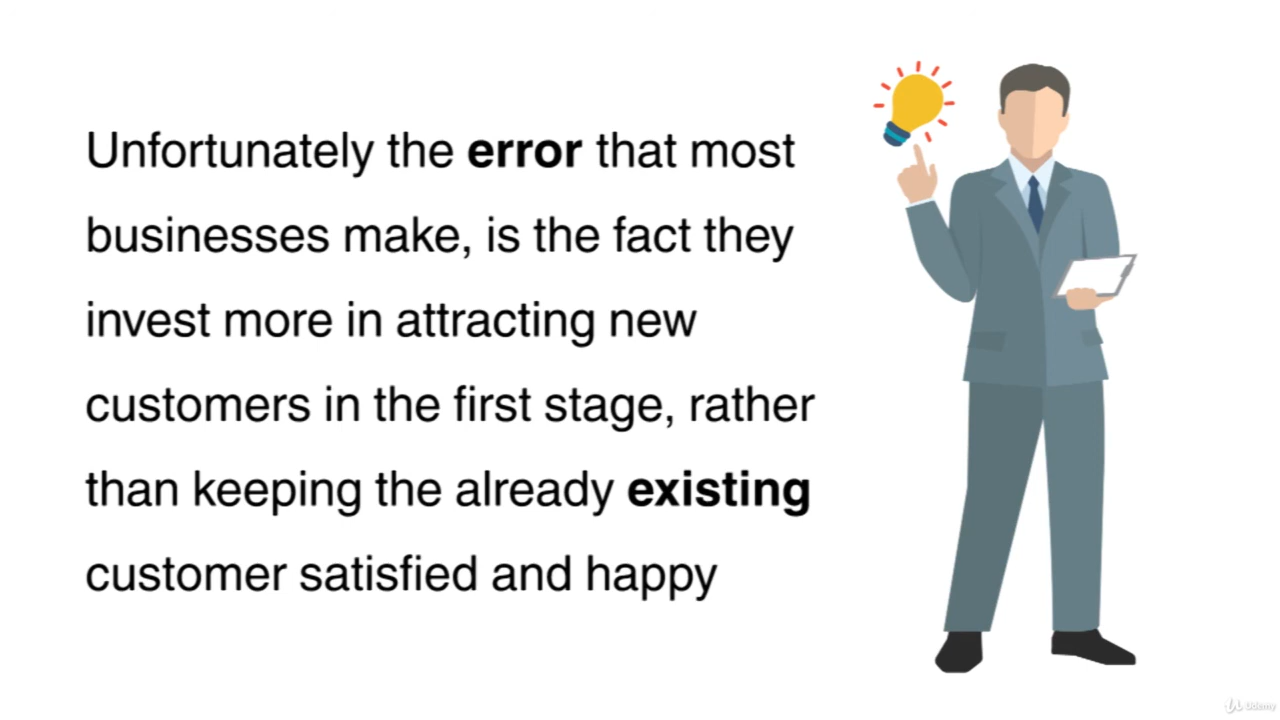 Unfortunately the error that most
businesses make, is the fact they
invest more in attracting new
customers in the first stage, rather
than keeping the already existing
customer satisfied and happy
Udemy